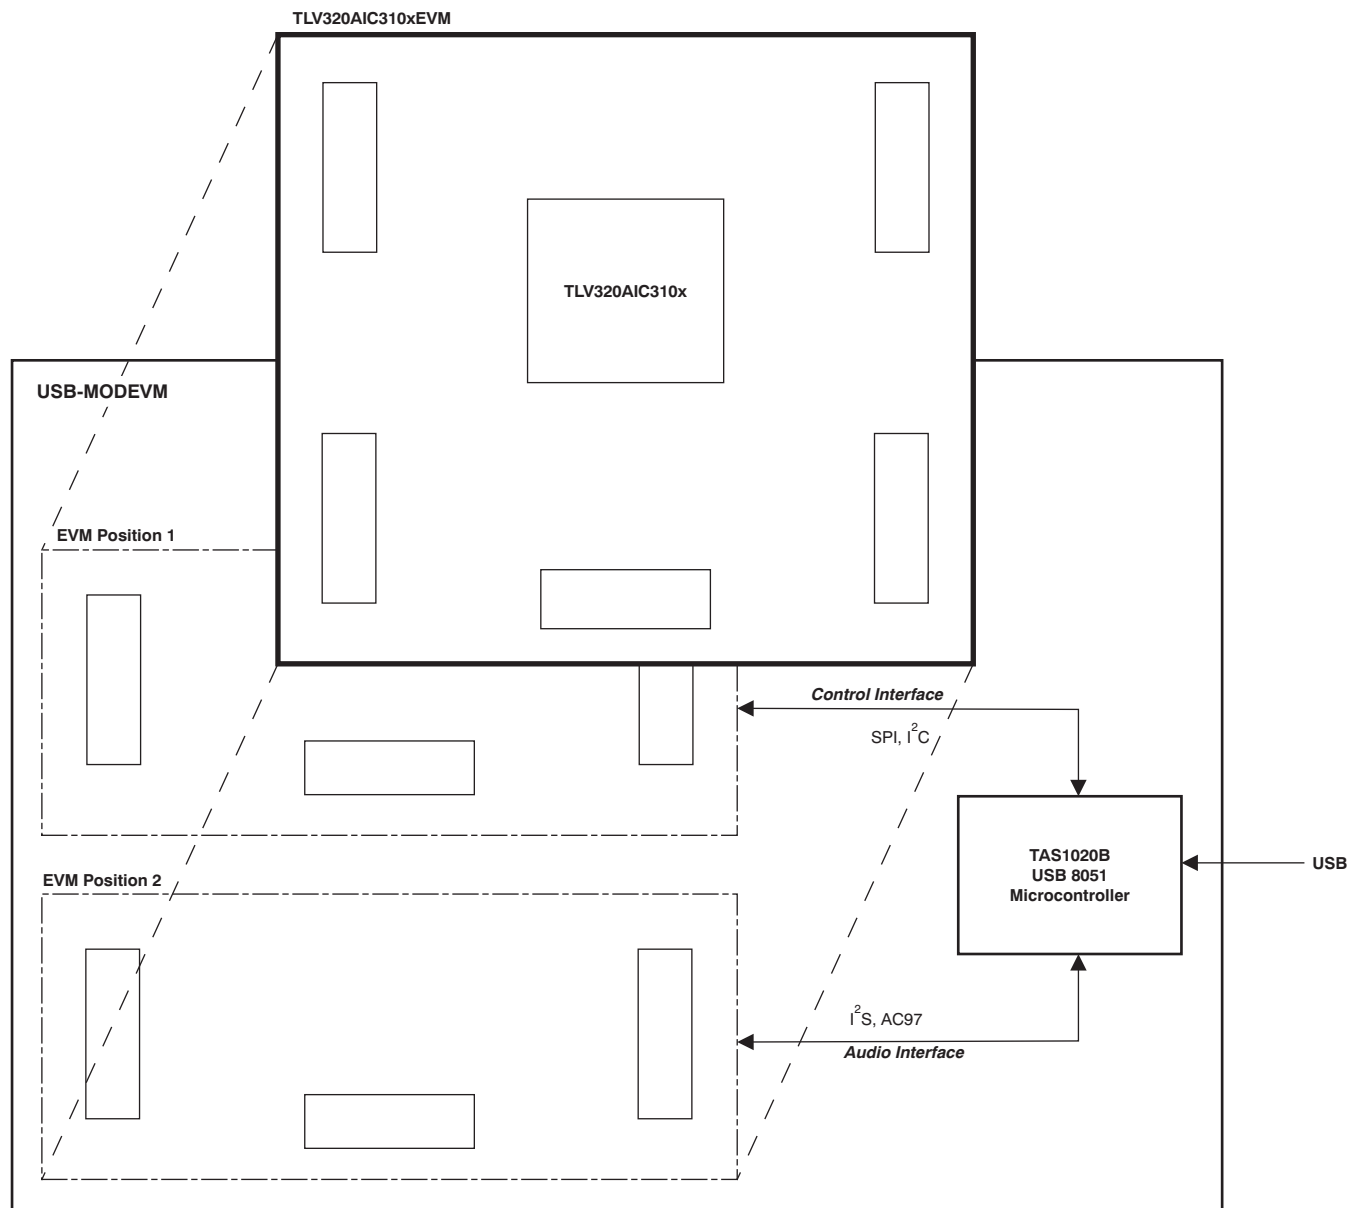 TLV320AIC310xEVM
TLV320AIC310x
USB-MODEVM
EVM Position 1
Control Interface
SPI, I²C
TAS1020B
USB 8051
Microcontroller
USB
EVM Position 2
I²S, AC97
Audio Interface